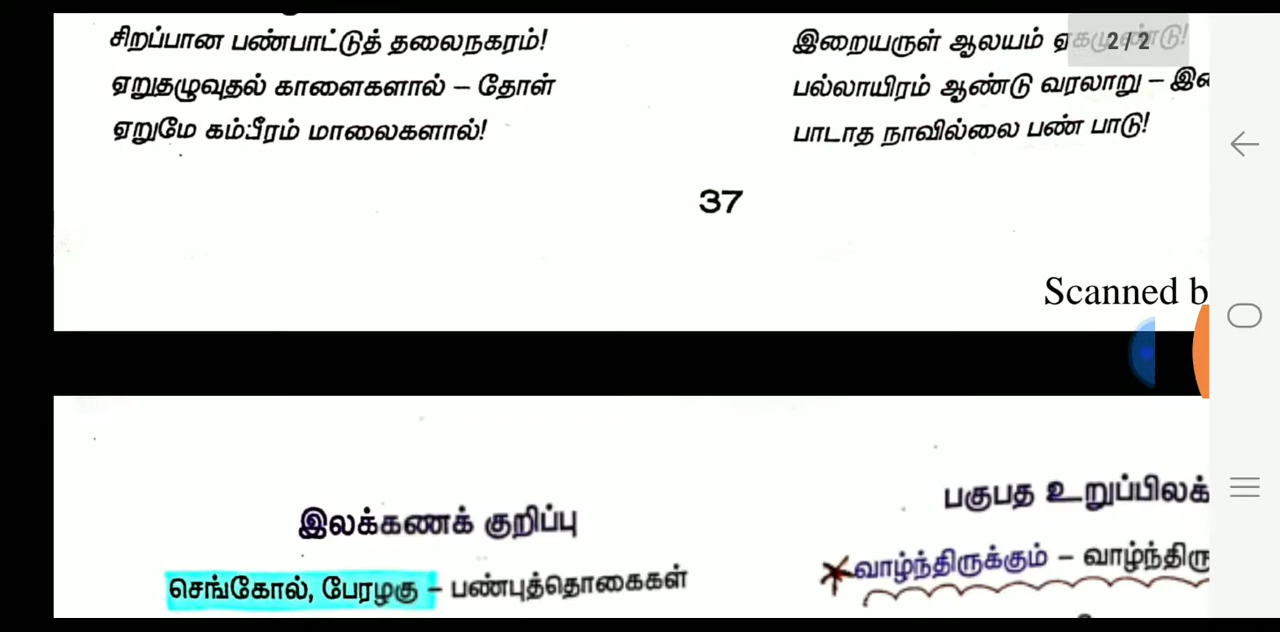 சிறப்பான பண்பாட்டுத் தலைநகரம்!
ஏறுதழுவுதல் காளைகளால் – தோள்
ஏறுமே கம்பீரம் மாலைகளால்!
இறையருள் ஆலயம்
2 / 2
பல்லாயிரம் ஆண்டு வரலாறு –
பாடாத நாவில்லை பண் பாடு!
37
Scanned b
இலக்கணக் குறிப்பு
செங்கோல், பேரழகு – பண்புத்தொகைகள்
பகுபத உறுப்பிலக்
வாழ்ந்திருக்கும் – வாழ்ந்திரு